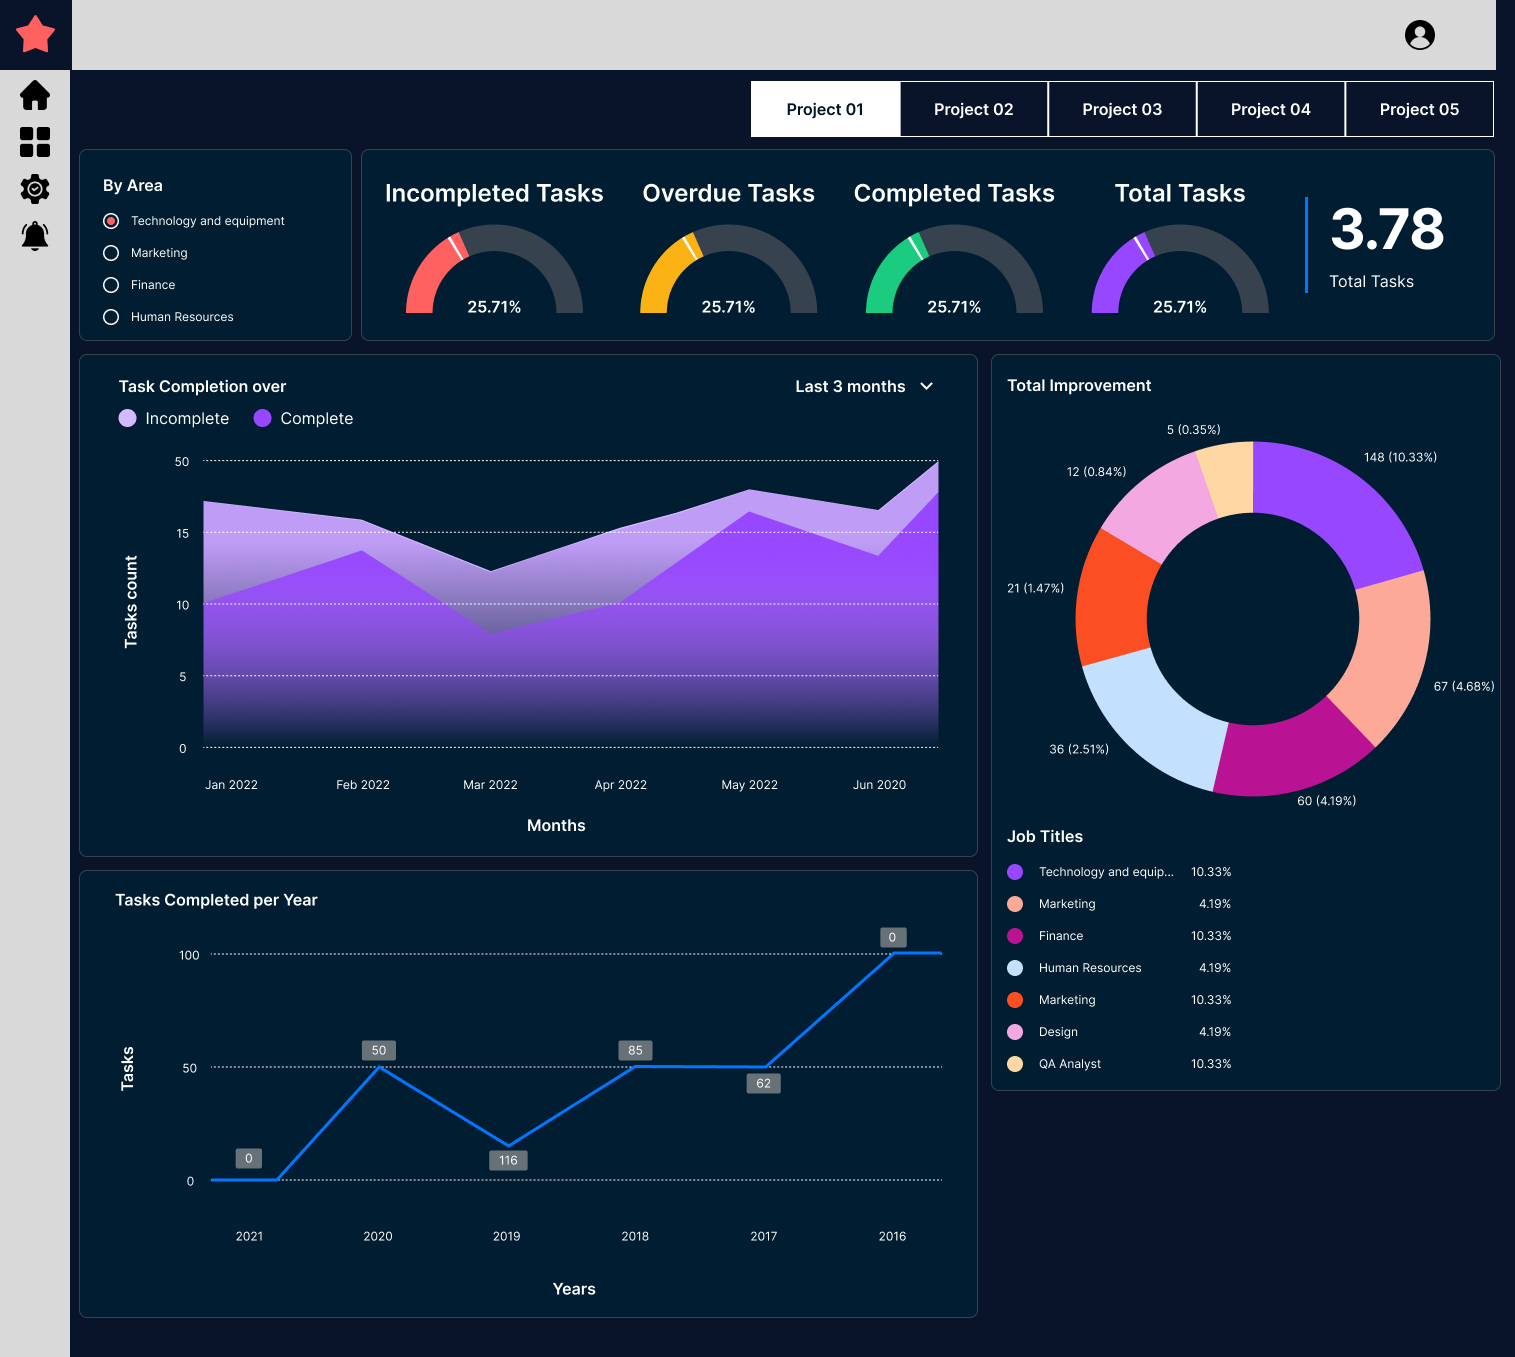 Project 01
Project 02
Project 03
Project 04
Project 05
By Area
Technology and equipment
Marketing
Finance
Human Resources
Incompleted Tasks
25.71%
Overdue Tasks
25.71%
Completed Tasks
25.71%
Total Tasks
25.71%
3.78
Total Tasks
Task Completion over
Last 3 months
Incomplete
Complete
Tasks count
50
15
10
5
0
Jan 2022
Feb 2022
Mar 2022
Apr 2022
May 2022
Jun 2020
Months
Total Improvement
5 (0.35%)
148 (10.33%)
12 (0.84%)
21 (1.47%)
67 (4.68%)
36 (2.51%)
60 (4.19%)
Job Titles
Technology and equip... 10.33%
Marketing 4.19%
Finance 10.33%
Human Resources 4.19%
Marketing 10.33%
Design 4.19%
QA Analyst 10.33%
Tasks Completed per Year
Tasks
100
50
0
0
50
116
85
62
0
2021
2020
2019
2018
2017
2016
Years